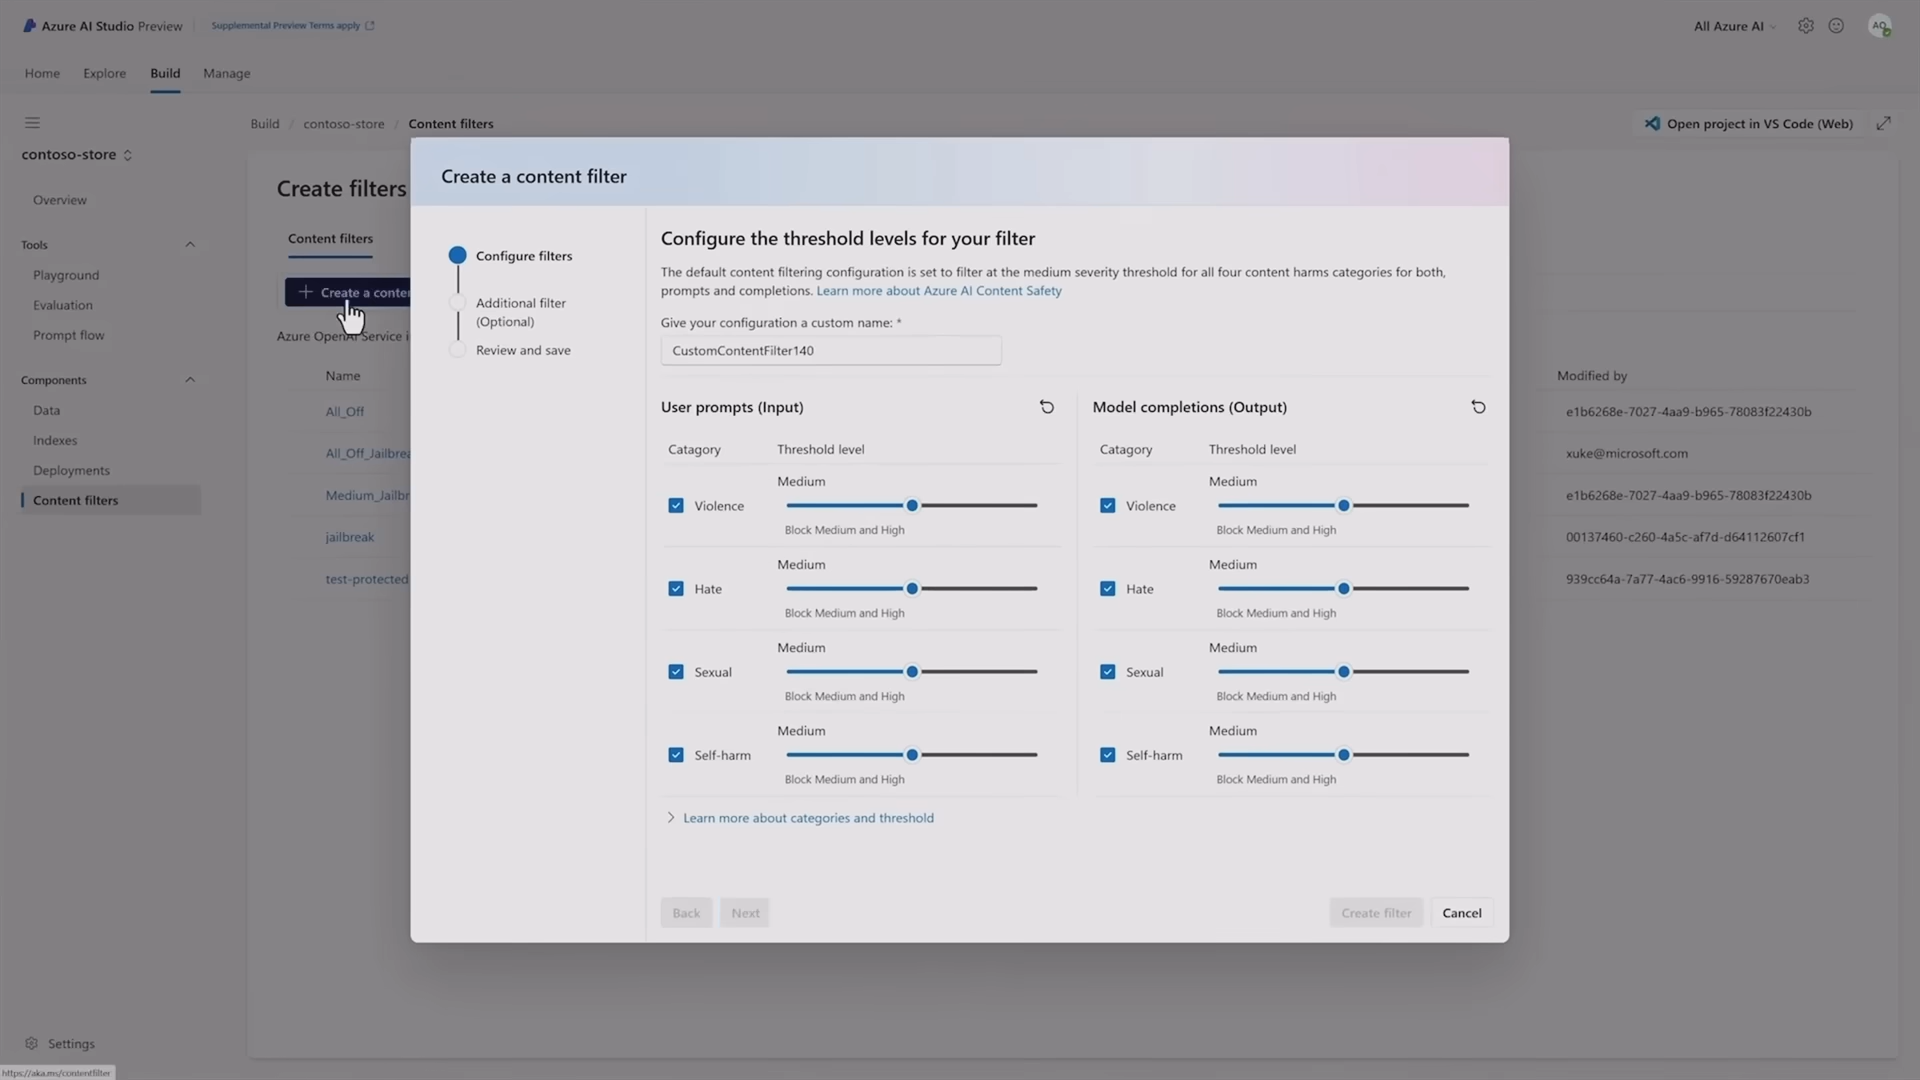 Azure AI Studio Preview
Supplemental Preview Terms apply
All Azure AI
AO
Home
Explore
Build
Manage
Build / contoso-store / Content filters
Open project in VS Code (Web)
contoso-store
Overview
Tools
Playground
Evaluation
Prompt flow
Components
Data
Indexes
Deployments
Content filters
Settings
https://aka.ms/contentfilter
Create filters
Content filters
Create a conten
Azure OpenAI Service i
Name
All_Off
All_Off_Jailbrea
Medium_Jailbr
jailbreak
test-protected
Modified by
e1b6268e-7027-4aa9-b965-78083f22430b
xuke@microsoft.com
e1b6268e-7027-4aa9-b965-78083f22430b
00137460-c260-4a5c-af7d-d64112607cf1
939cc64a-7a77-4ac6-9916-59287670eab3
Create a content filter
Configure filters
Additional filter
(Optional)
Review and save
Configure the threshold levels for your filter
The default content filtering configuration is set to filter at the medium severity threshold for all four content harms categories for both,
prompts and completions. Learn more about Azure AI Content Safety
Give your configuration a custom name: *
CustomContentFilter140
User prompts (Input)
Catagory
Threshold level
Medium
Violence
Block Medium and High
Medium
Hate
Block Medium and High
Medium
Sexual
Block Medium and High
Medium
Self-harm
Block Medium and High
Model completions (Output)
Catagory
Threshold level
Medium
Violence
Block Medium and High
Medium
Hate
Block Medium and High
Medium
Sexual
Block Medium and High
Medium
Self-harm
Block Medium and High
Learn more about categories and threshold
Back
Next
Create filter
Cancel